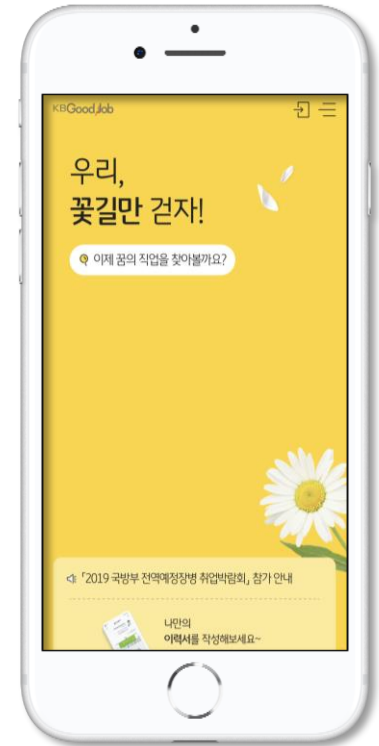 KBGoodJob
우리,
꽃길만 걷자!
이제 꿈의 직업을 찾아볼까요?
「2019 국방부 전역예정장병 취업박람회」 참가 안내
나만의
이력서를 작성해보세요~